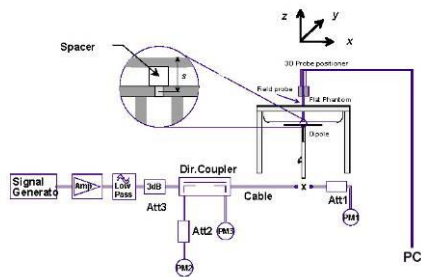 z
y
x
Spacer
s
3D Probe positioner
Field probe
Flat Phantom
Dipole
Signal
Generato
Amp.
Low
Pass
3dB
Att3
Dir.Coupler
Cable
x
Att1
PM1
Att2
PM3
PM2
PC